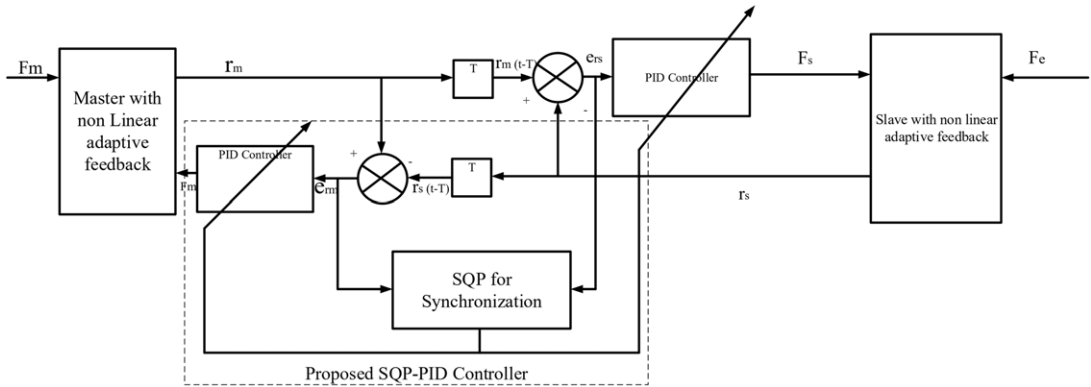 Fm
Master with
non Linear
adaptive
feedback
rm
T
rm (t-T)
+
-
ers
PID Controller
Fs
Slave with non linear
adaptive feedback
Fe
Fm
PID Controller
erm
+
-
rs (t-T)
T
rs
SQP for
Synchronization
Proposed SQP-PID Controller